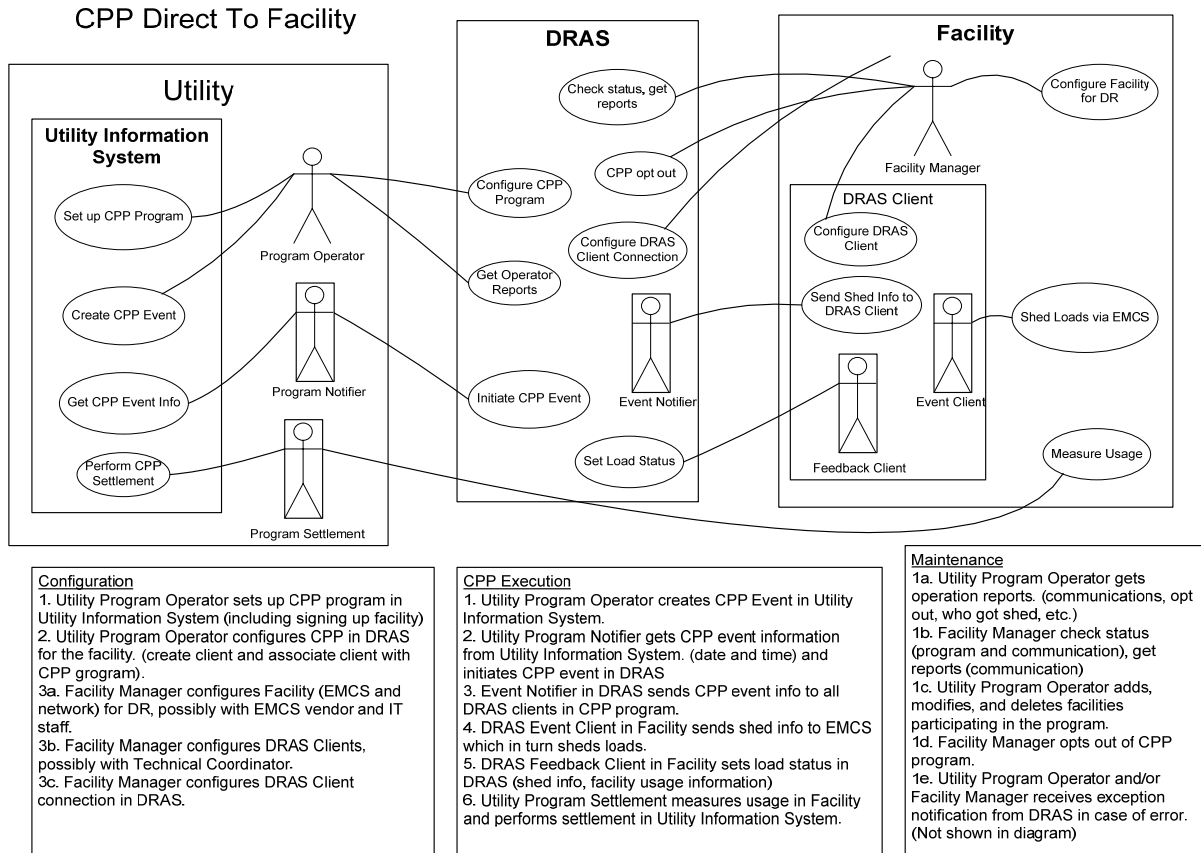 CPP Direct To Facility
Utility
Utility Information
System
Set up CPP Program
Create CPP Event
Get CPP Event Info
Perform CPP
Settlement
Program Operator
Program Notifier
Program Settlement
DRAS
Check status, get
reports
CPP opt out
Configure CPP
Program
Configure DRAS
Client Connection
Get Operator
Reports
Event Notifier
Initiate CPP Event
Set Load Status
Facility
Configure Facility
for DR
Facility Manager
DRAS Client
Configure DRAS
Client
Send Shed Info to
DRAS Client
Event Client
Shed Loads via EMCS
Feedback Client
Measure Usage
Configuration
1. Utility Program Operator sets up CPP program in
Utility Information System (including signing up facility)
2. Utility Program Operator configures CPP in DRAS
for the facility. (create client and associate client with
CPP grogram).
3a. Facility Manager configures Facility (EMCS and
network) for DR, possibly with EMCS vendor and IT
staff.
3b. Facility Manager configures DRAS Clients,
possibly with Technical Coordinator.
3c. Facility Manager configures DRAS Client
connection in DRAS.
CPP Execution
1. Utility Program Operator creates CPP Event in Utility
Information System.
2. Utility Program Notifier gets CPP event information
from Utility Information System. (date and time) and
initiates CPP event in DRAS
3. Event Notifier in DRAS sends CPP event info to all
DRAS clients in CPP program.
4. DRAS Event Client in Facility sends shed info to EMCS
which in turn sheds loads.
5. DRAS Feedback Client in Facility sets load status in
DRAS (shed info, facility usage information)
6. Utility Program Settlement measures usage in Facility
and performs settlement in Utility Information System.
Maintenance
1a. Utility Program Operator gets
operation reports. (communications, opt
out, who got shed, etc.)
1b. Facility Manager check status
(program and communication), get
reports (communication)
1c. Utility Program Operator adds,
modifies, and deletes facilities
participating in the program.
1d. Facility Manager opts out of CPP
program.
1e. Utility Program Operator and/or
Facility Manager receives exception
notification from DRAS in case of error.
(Not shown in diagram)